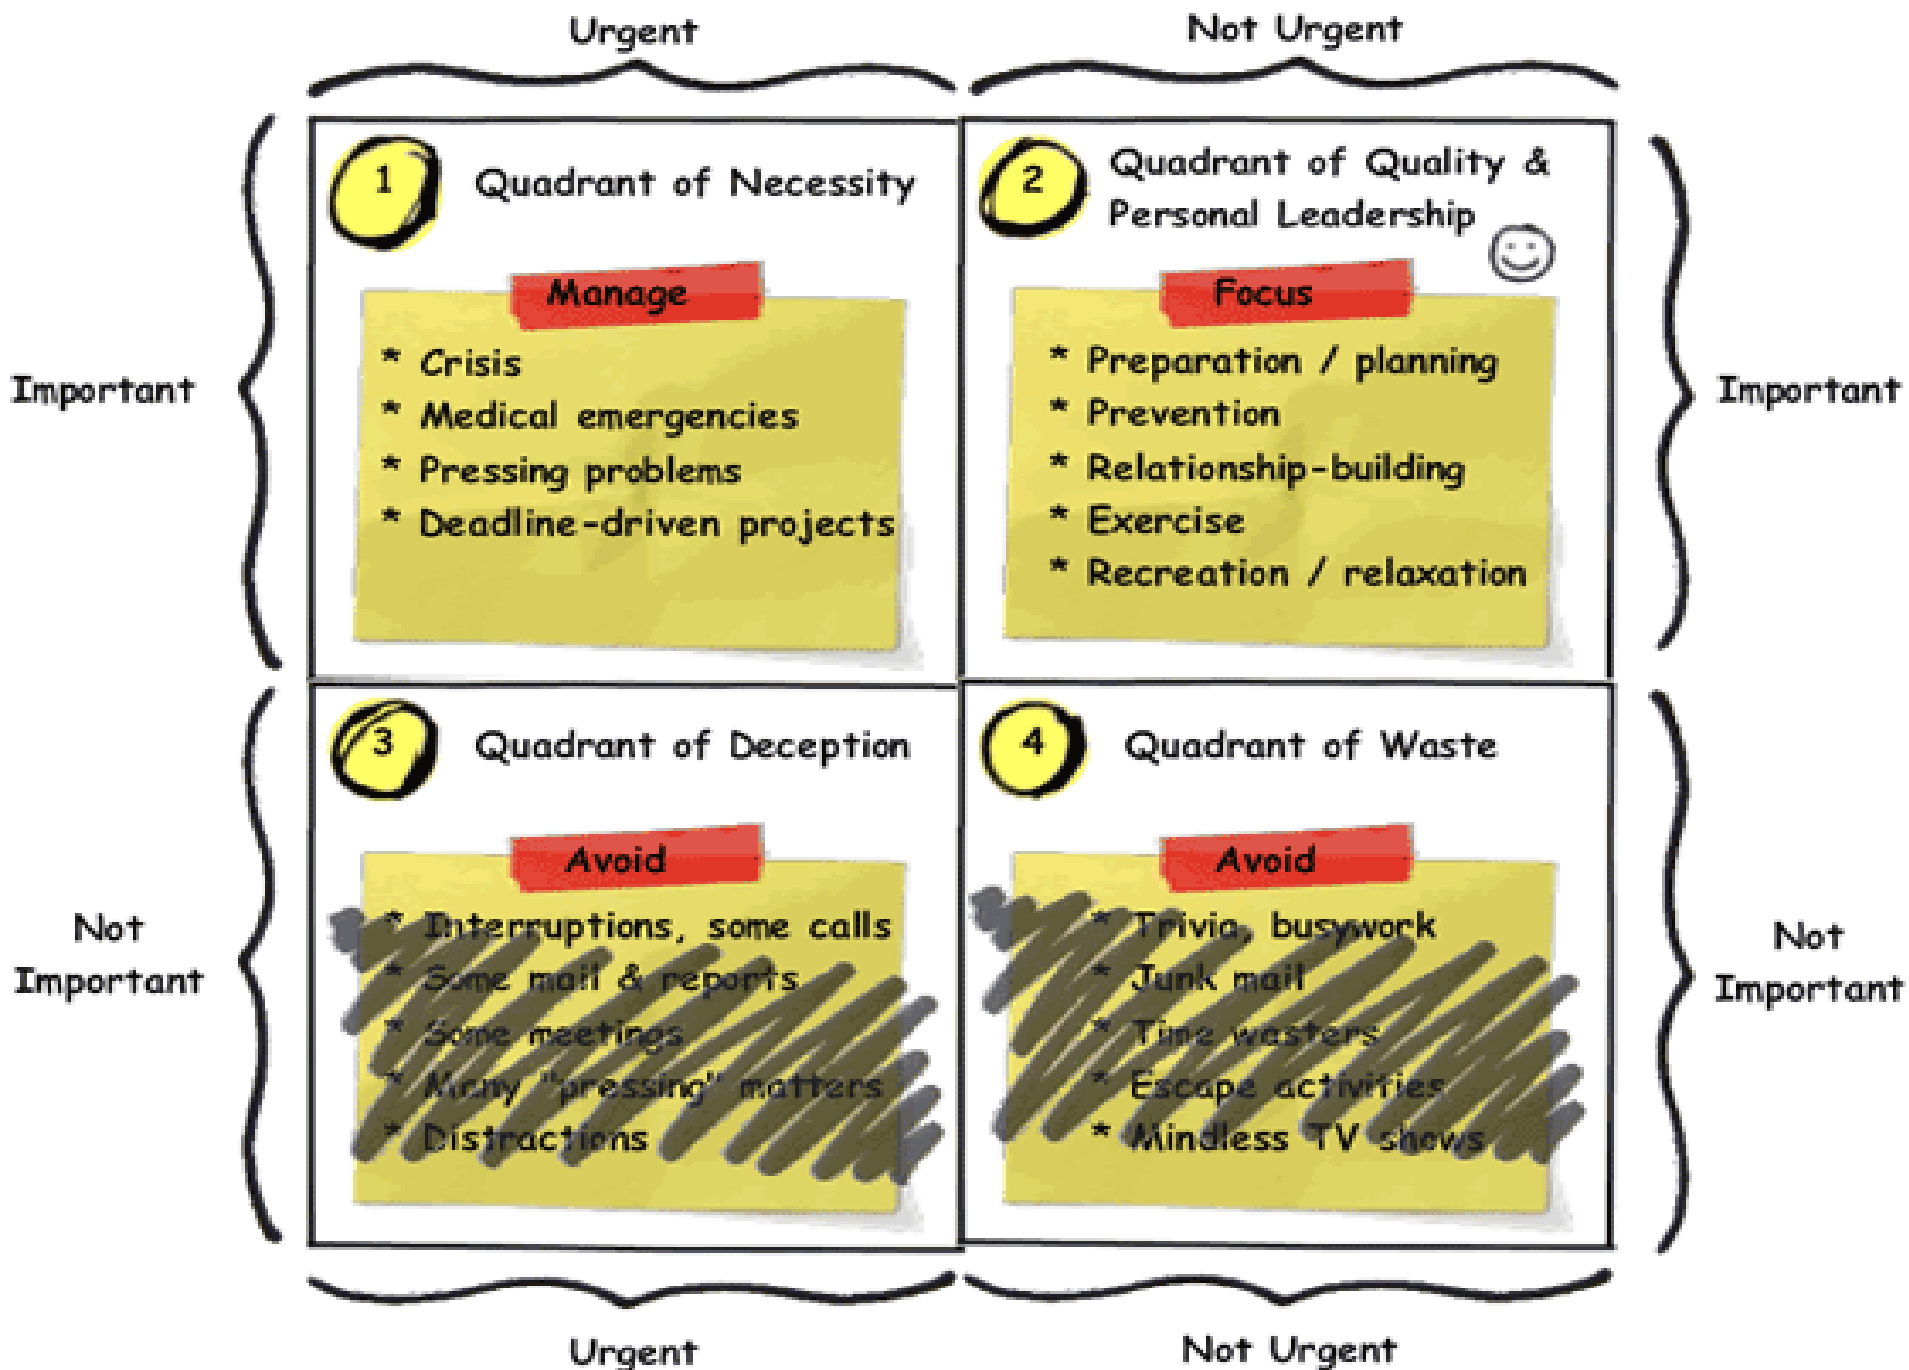 Urgent
Not Urgent
Important
Important
1
Quadrant of Necessity
Manage
* Crisis
* Medical emergencies
* Pressing problems
* Deadline-driven projects
2
Quadrant of Quality &
Personal Leadership
Focus
* Preparation / planning
* Prevention
* Relationship-building
* Exercise
* Recreation / relaxation
Not
Important
Not
Important
3
Quadrant of Deception
Avoid
* Interruptions, some calls
* Some mail & reports
* Some meetings
* Many "pressing" matters
* Distractions
4
Quadrant of Waste
Avoid
* Trivia, busywork
* Junk mail
* Time wasters
* Escape activities
* Mindless TV shows
Urgent
Not Urgent